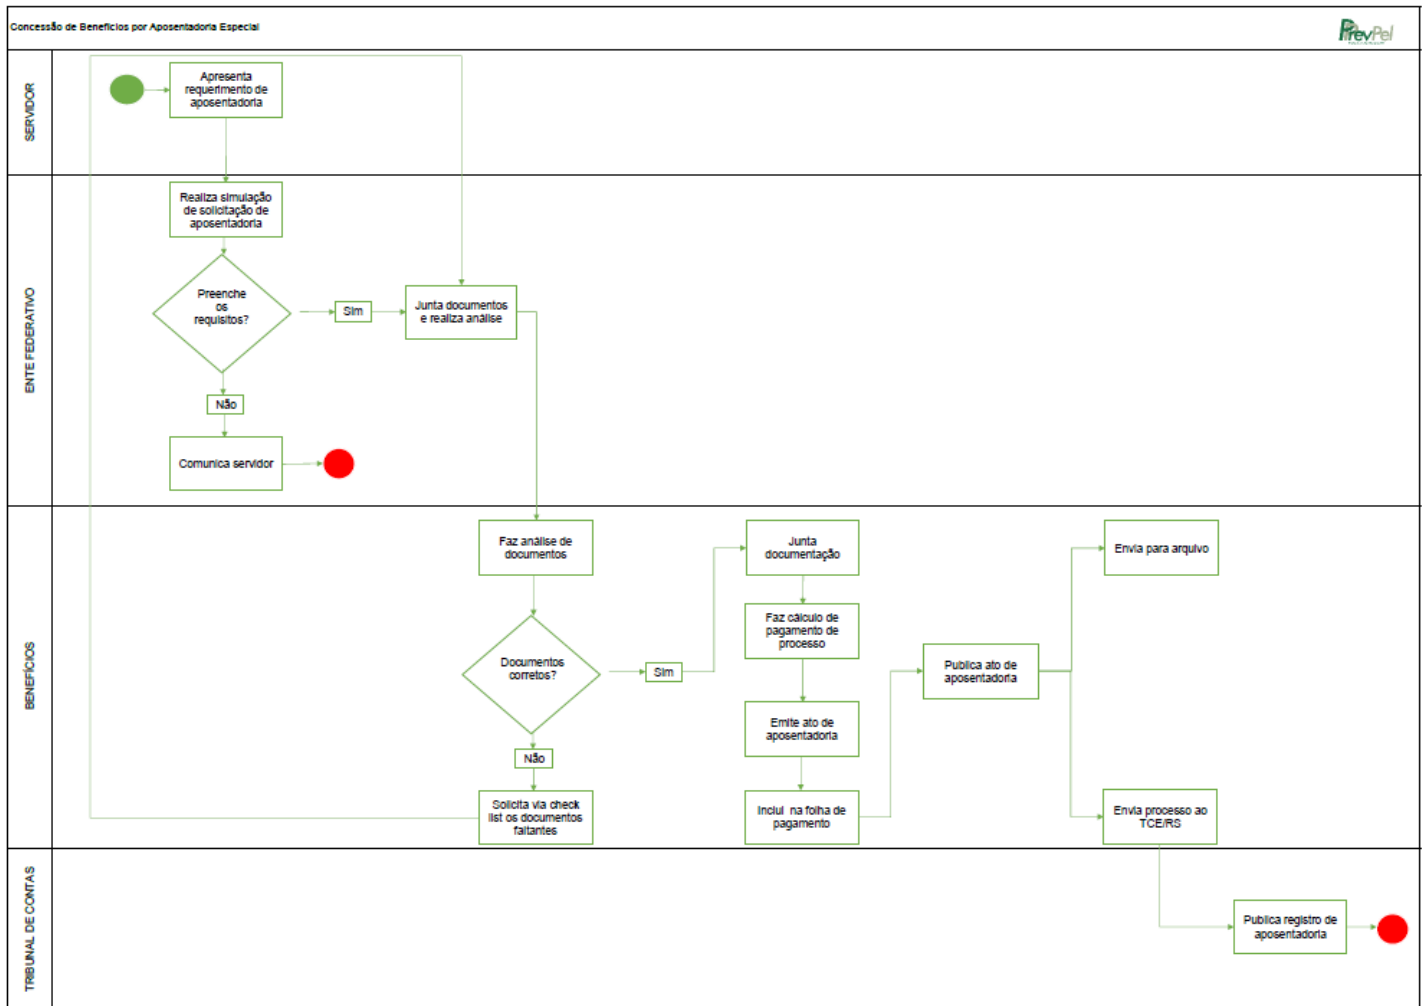 Concessão de Benefícios por Aposentadoria Especial
PrevPel
SERVIDOR
Apresenta
requerimento de
aposentadoria
ENTE FEDERATIVO
Realiza simulação
de solicitação de
aposentadoria
Preenche
os
requisitos?
Sim
Junta documentos
e realiza análise
Não
Comunica servidor
BENEFÍCIOS
Faz análise de
documentos
Junta
documentação
Envia para arquivo
Faz cálculo de
pagamento de
processo
Documentos
corretos?
Sim
Publica ato de
aposentadoria
Emite ato de
aposentadoria
Não
Solicita via check
list os documentos
faltantes
Inclui na folha de
pagamento
Envia processo ao
TCE/RS
TRIBUNAL DE CONTAS
Publica registro de
aposentadoria